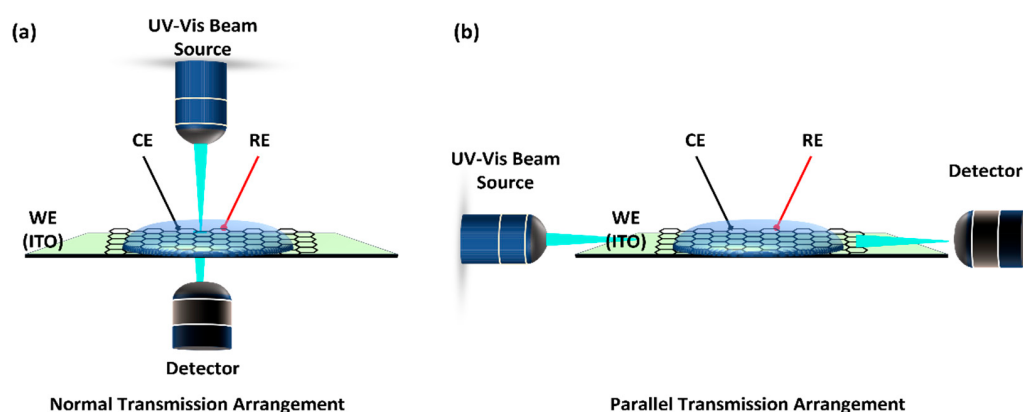 (a)
UV-Vis Beam
Source
CE
RE
WE
(ITO)
Detector
Normal Transmission Arrangement
(b)
UV-Vis Beam
Source
CE
RE
Detector
WE
(ITO)
Parallel Transmission Arrangement